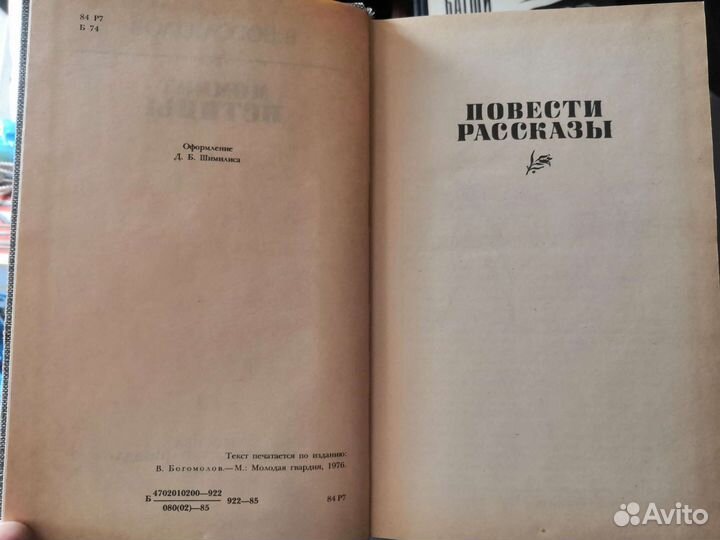 84 Р7
Б 74
Оформление
Д. Б. Шимилиса
Текст печатается по изданию:
В. Богомолов.—М.: Молодая гвардия, 1976.
Б 4702010200—922
080(02)—85
922—85
84 Р7
ПОВЕСТИ
РАССКАЗЫ
Avito